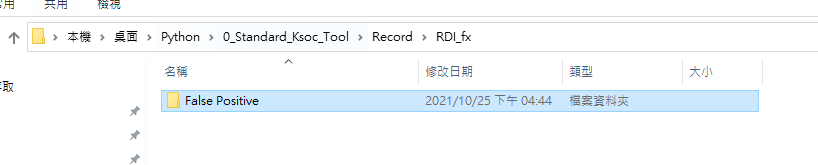 常用 共用 檢視
本機 > 桌面 > Python > 0_Standard_Ksoc_Tool > Record > RDI_fx
名稱 修改日期 類型 大小
False Positive 2021/10/25 下午 04:44 檔案資料夾
存取